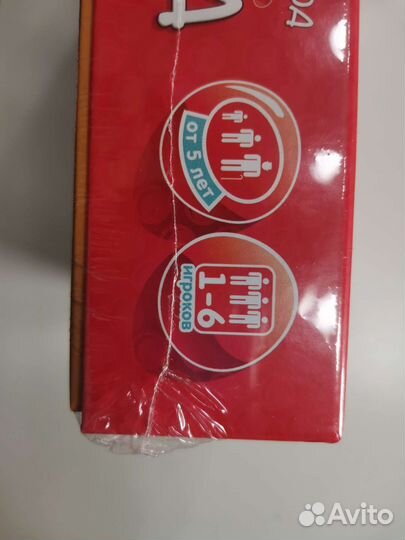 от 5 лет
1-6
игроков
Avito